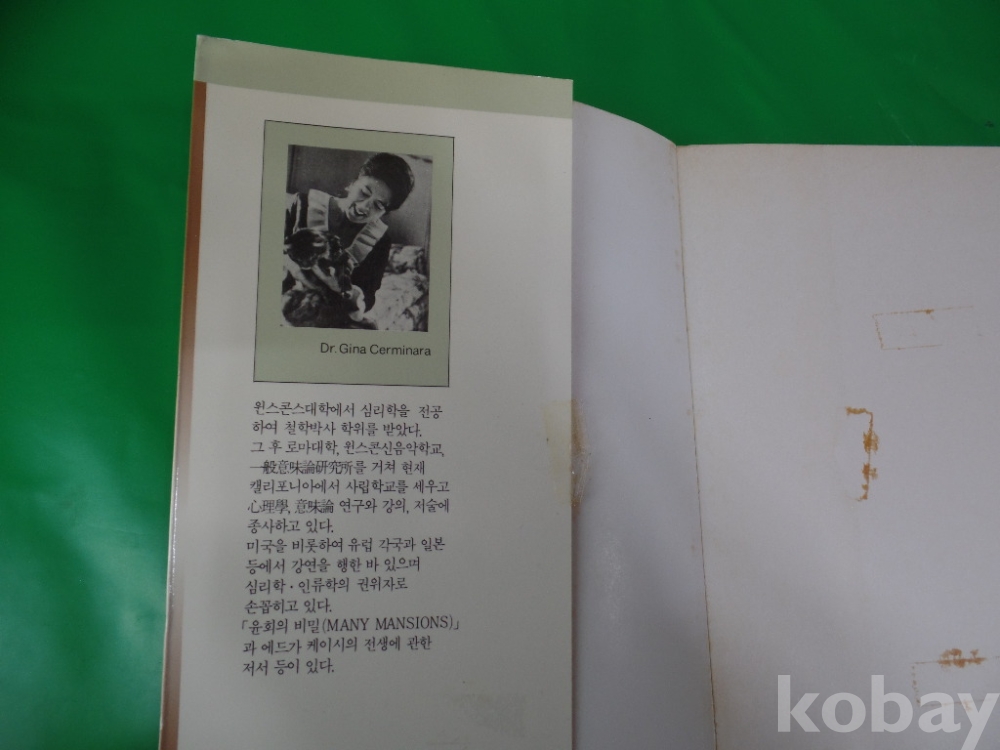 Dr. Gina Cerminara
윈스콘스대학에서 심리학을 전공
하여 철학박사 학위를 받았다.
그 후 로마대학, 윈스콘신음악학교,
一般意味論研究所를 거쳐 현재
캘리포니아에서 사립학교를 세우고
心理學, 意味論 연구와 강의, 저술에
종사하고 있다.
미국을 비롯하여 유럽 각국과 일본
등에서 강연을 행한 바 있으며
심리학·인류학의 권위자로
손꼽히고 있다.
「윤회의 비밀(MANY MANSIONS)」
과 에드가 케이시의 전생에 관한
저서 등이 있다.
kobay